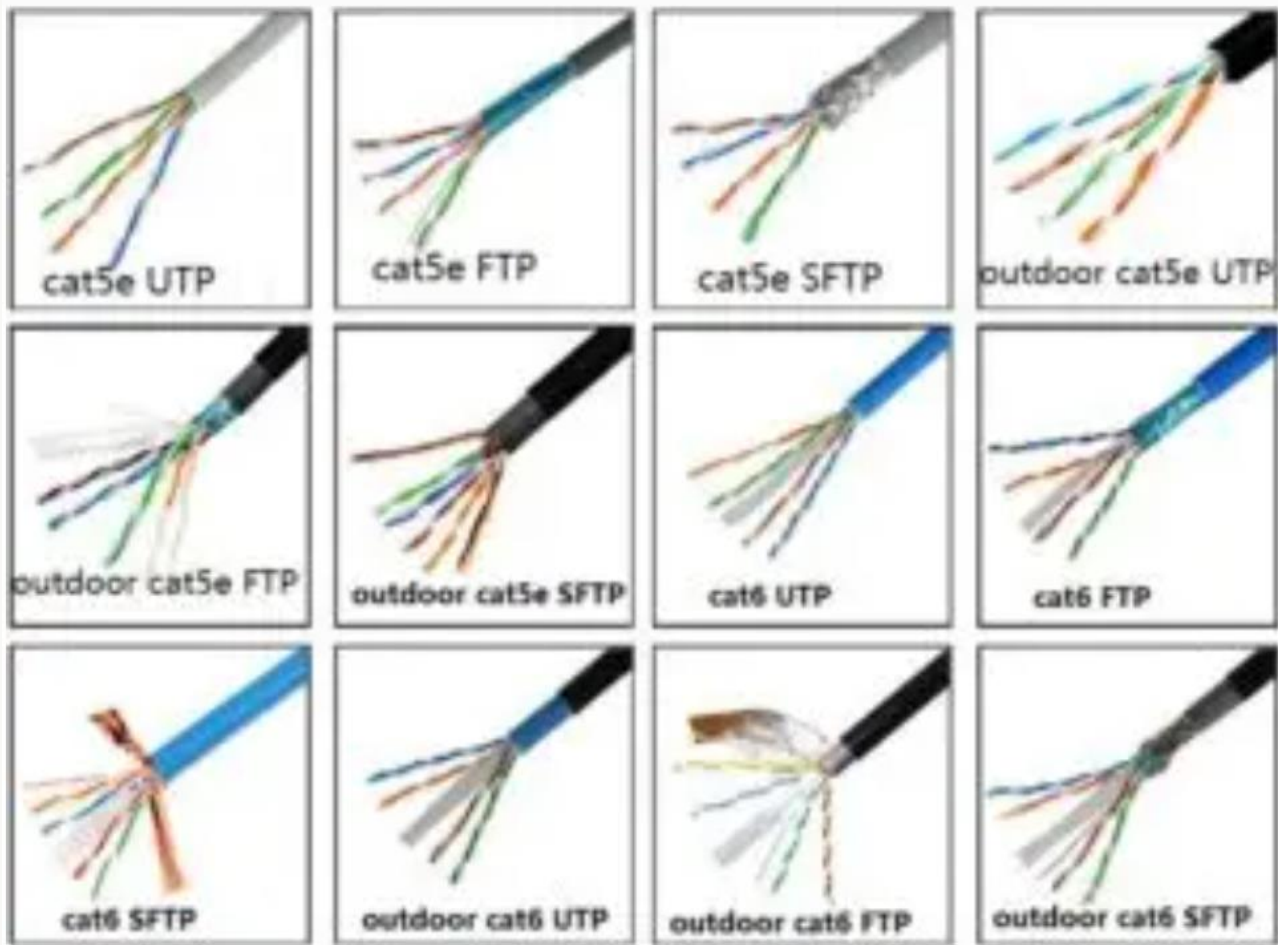 cat5e UTP
cat5e FTP
cat5e SFTP
outdoor cat5e UTP
outdoor cat5e FTP
outdoor cat5e SFTP
cat6 UTP
cat6 FTP
cat6 SFTP
outdoor cat6 UTP
outdoor cat6 FTP
outdoor cat6 SFTP